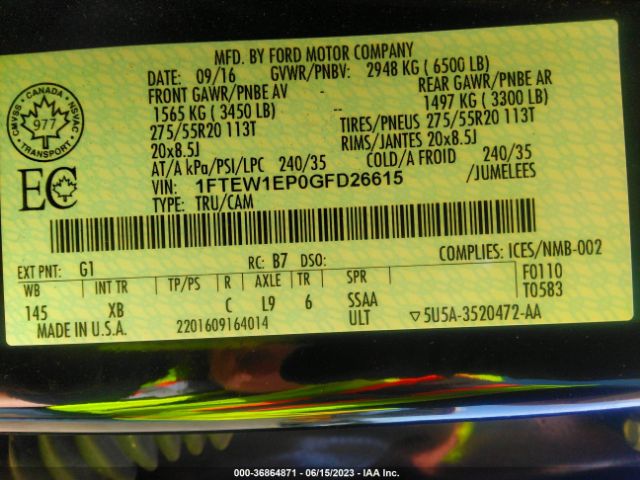 MFD. BY FORD MOTOR COMPANY
DATE: 09/16 GVWR/PNBV: 2948 KG ( 6500 LB)
FRONT GAWR/PNBE AV - REAR GAWR/PNBE AR
1565 KG ( 3450 LB) -- 1497 KG ( 3300 LB)
275/55R20 113T TIRES/PNEUS 275/55R20 113T
20x8.5J RIMS/JANTES 20x8.5J
AT/A kPa/PSI/LPC 240/35 COLD/A FROID 240/35
VIN: 1FTEW1EP0GFD26615 /JUMELEES
TYPE: TRU/CAM
CANADA
CMVSS NSVAC
977
TRANSPORT
EC
COMPLIES: ICES/NMB-002
EXT PNT: G1 RC: B7 DSO: F0110
WB INT TR TP/PS R AXLE TR SPR T0583
145 XB C L9 6 SSAA
ULT
MADE IN U.S.A. 2201609164014 ▽5U5A-3520472-AA
000-36864871 - 06/15/2023 - IAA Inc.